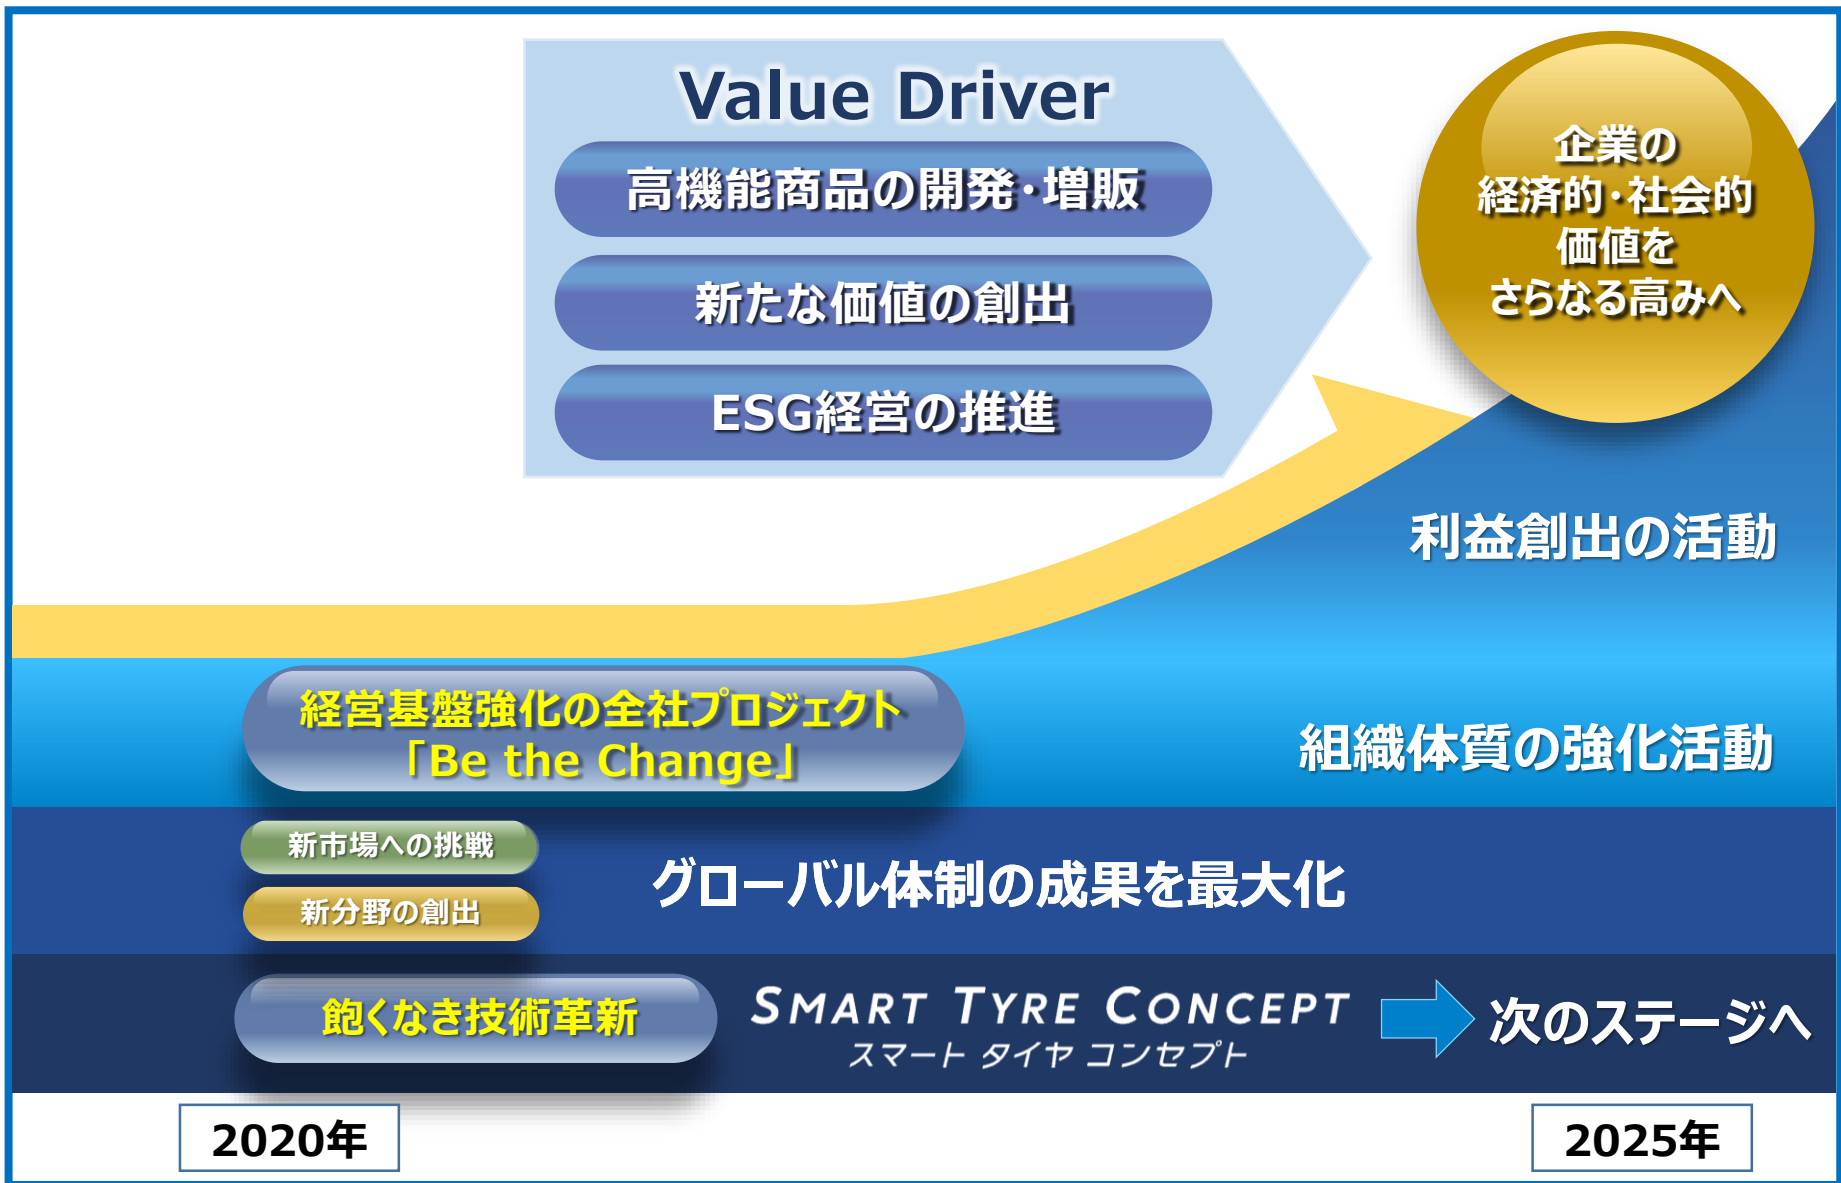 Value Driver
高機能商品の開発・増販
新たな価値の創出
ESG経営の推進
企業の
経済的・社会的
価値を
さらなる高みへ
利益創出の活動
経営基盤強化の全社プロジェクト
「Be the Change」
組織体質の強化活動
新市場への挑戦
新分野の創出
グローバル体制の成果を最大化
飽くなき技術革新
SMART TYRE CONCEPT
スマート タイヤ コンセプト
次のステージへ
2020年
2025年